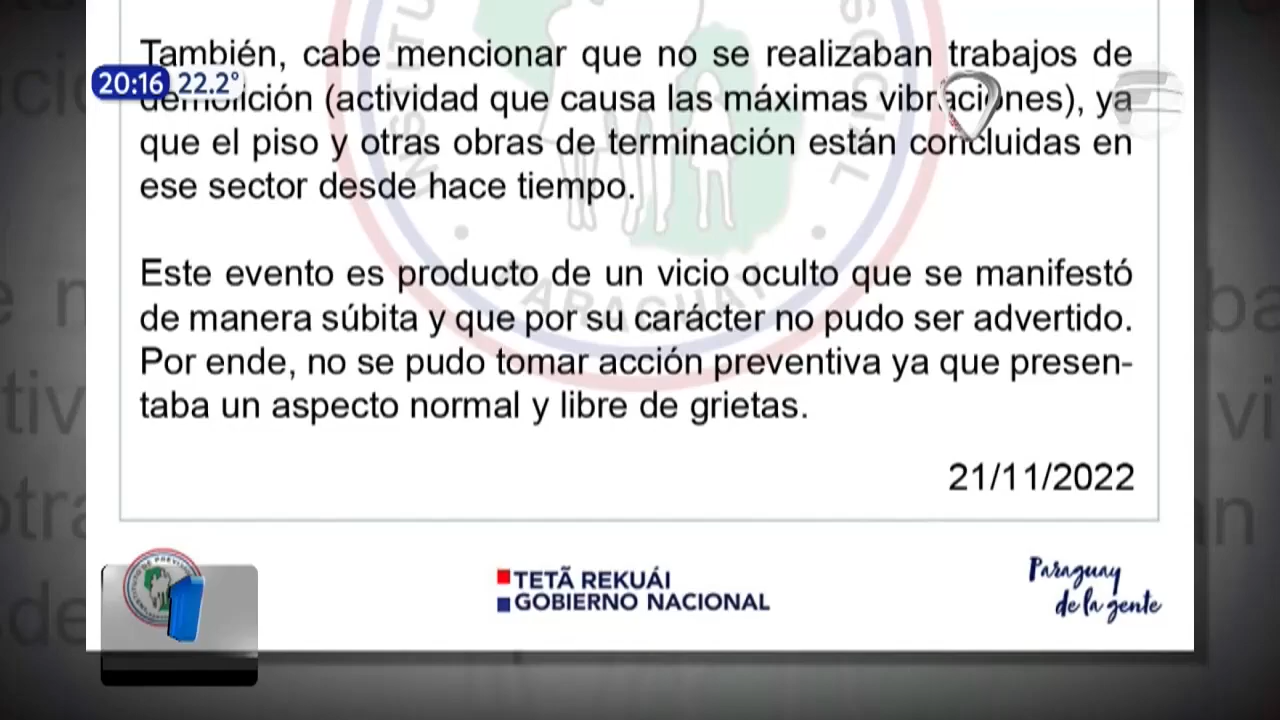 También, cabe mencionar que no se realizaban trabajos de
20:16 22.2°
demolición (actividad que causa las máximas vibraciones), ya
que el piso y otras obras de terminación están concluidas en
ese sector desde hace tiempo.
Este evento es producto de un vicio oculto que se manifestó
de manera súbita y que por su carácter no pudo ser advertido.
Por ende, no se pudo tomar acción preventiva ya que presen-
taba un aspecto normal y libre de grietas.
21/11/2022
TETÃ REKUÁI
GOBIERNO NACIONAL
Paraguay
de la gente
1